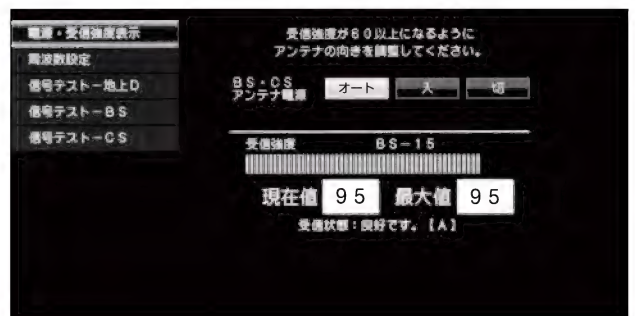 電源・受信強度表示
周波数設定
信号テスト－地上D
信号テスト－BS
信号テスト－CS
受信強度が60以上になるように
アンテナの向きを調整してください。
BS・CS
アンテナ電源
オート 入 切
受信強度 BS－15
現在値 95 最大値 95
受信状態：良好です。【A】